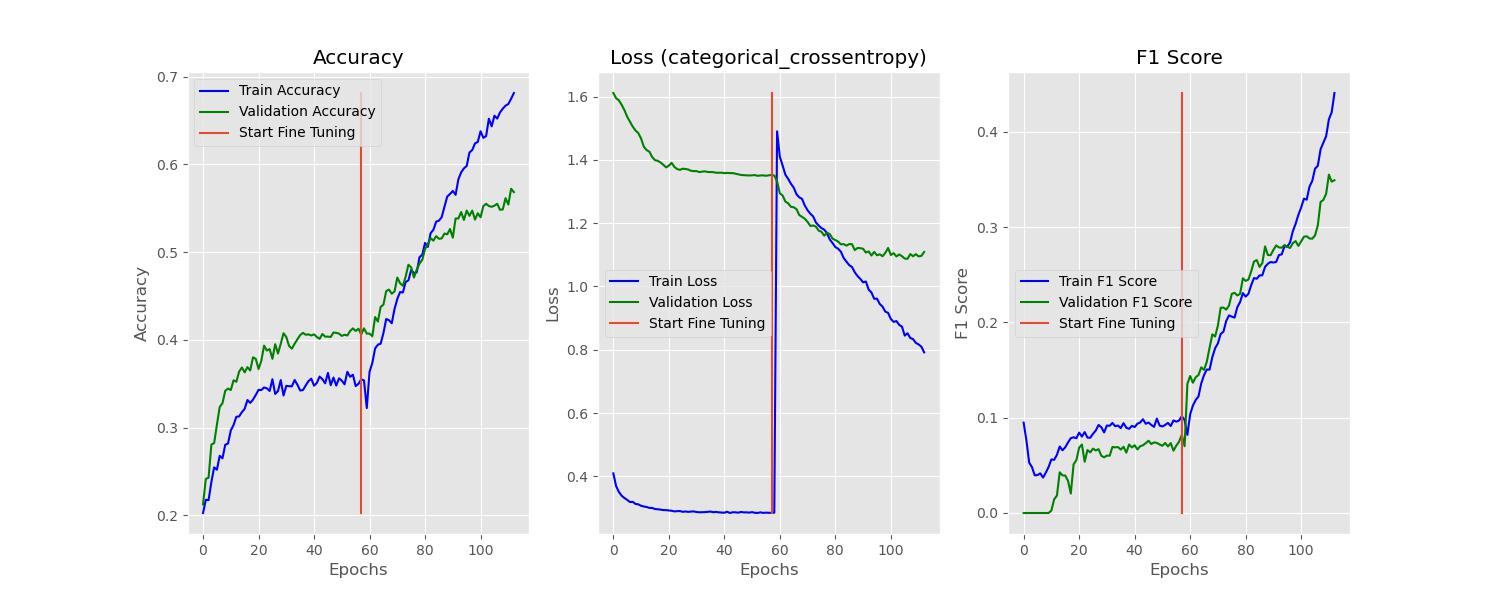 Accuracy
0.7
0.6
0.5
0.4
0.3
0.2
Accuracy
Train Accuracy
Validation Accuracy
Start Fine Tuning
0 20 40 60 80 100
Epochs
Loss (categorical_crossentropy)
1.6
1.4
1.2
1.0
0.8
0.6
0.4
Loss
Train Loss
Validation Loss
Start Fine Tuning
0 20 40 60 80 100
Epochs
F1 Score
0.4
0.3
0.2
0.1
0.0
F1 Score
Train F1 Score
Validation F1 Score
Start Fine Tuning
0 20 40 60 80 100
Epochs